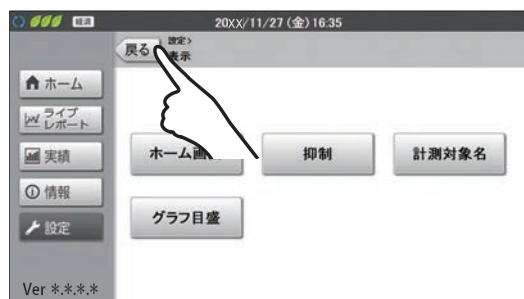 経済
20XX/11/27(金)16:35
戻る
設定>
表示
ホーム
ライブ
レポート
実績
情報
設定
ホーム画
抑制
計測対象名
グラフ目盛
Ver *.*.*.*